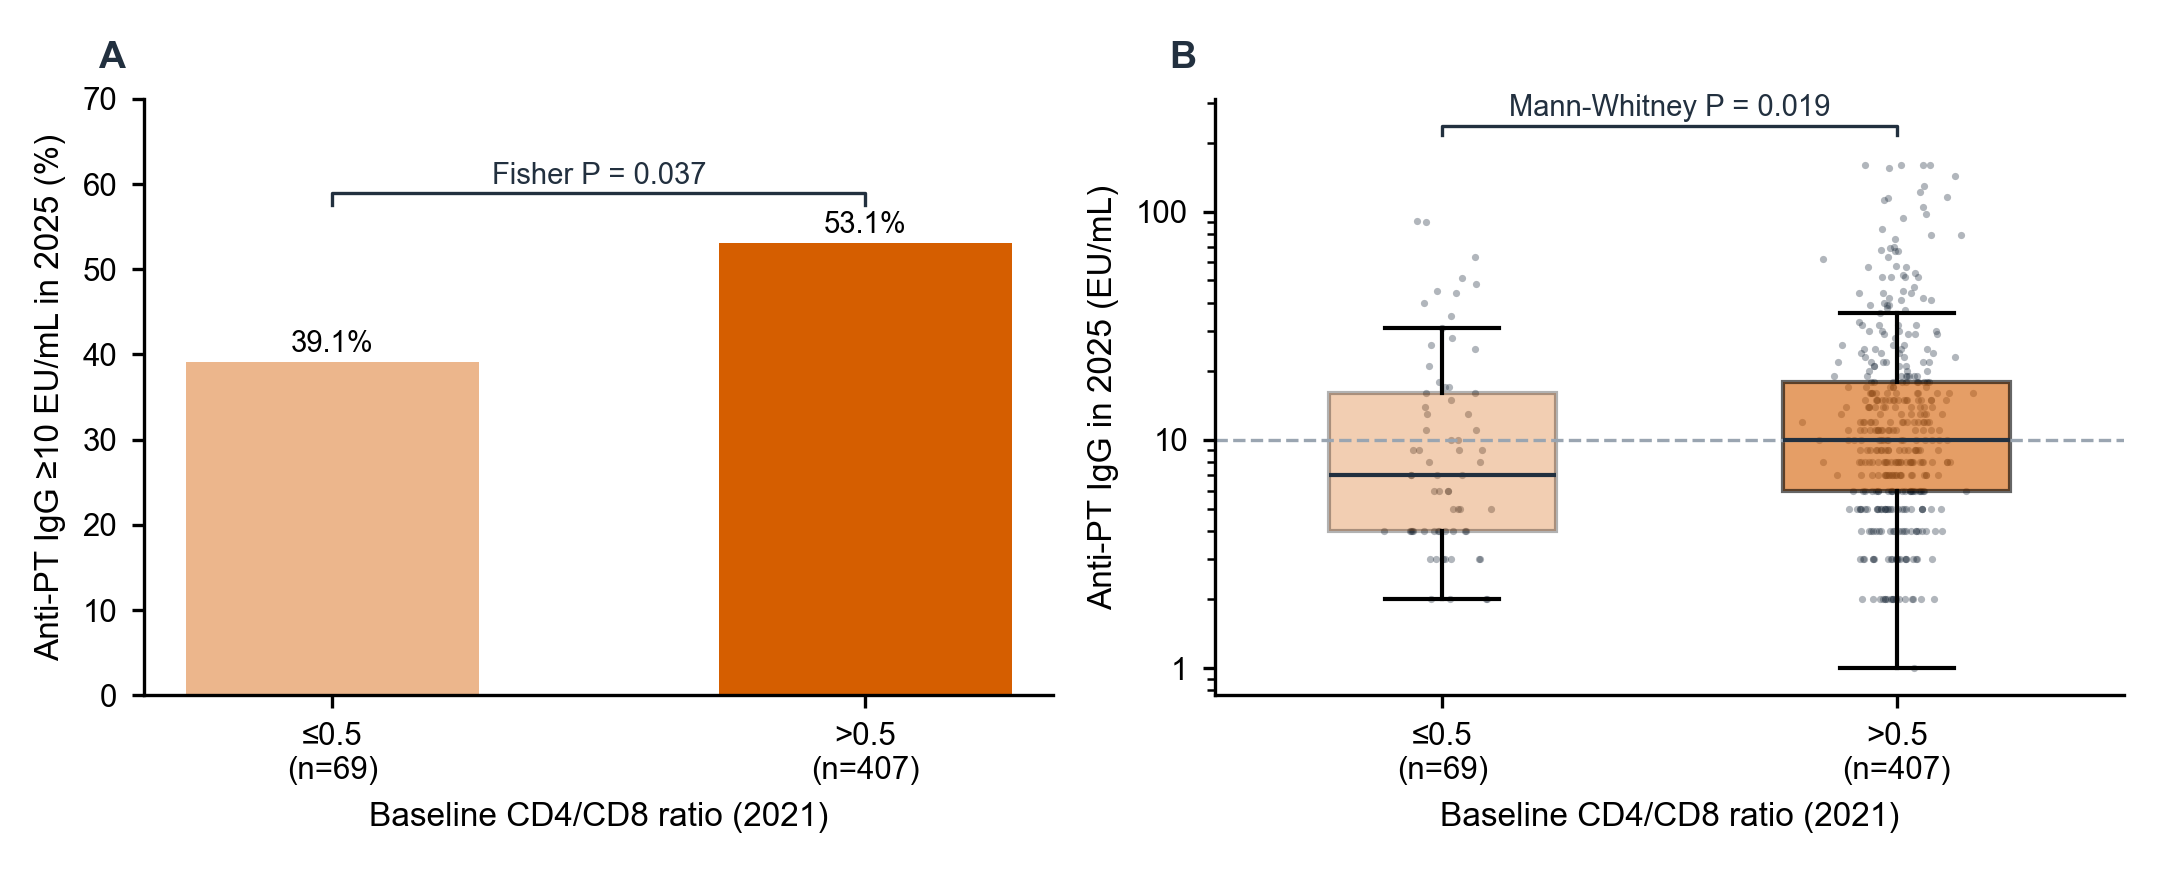 A
Anti-PT IgG ≥10 EU/mL in 2025 (%)
70
60
50
40
30
20
10
0
Fisher P = 0.037
39.1%
53.1%
≤0.5
(n=69)
>0.5
(n=407)
Baseline CD4/CD8 ratio (2021)
B
Anti-PT IgG in 2025 (EU/mL)
100
10
1
Mann-Whitney P = 0.019
≤0.5
(n=69)
>0.5
(n=407)
Baseline CD4/CD8 ratio (2021)